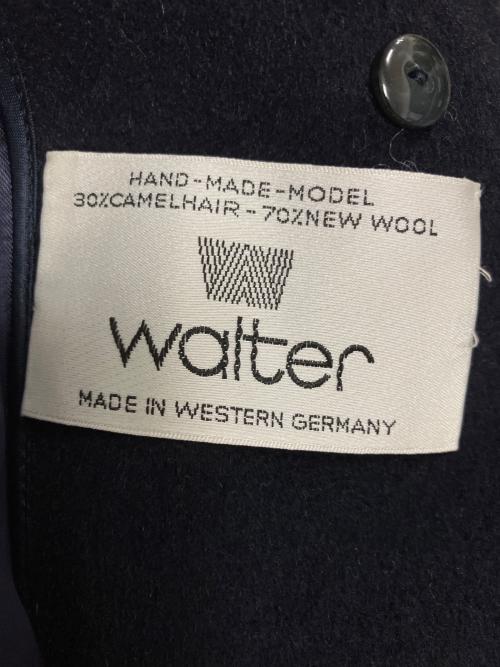 HAND-MADE-MODEL
30%CAMELHAIR - 70%NEW WOOL
W
walter
MADE IN WESTERN GERMANY